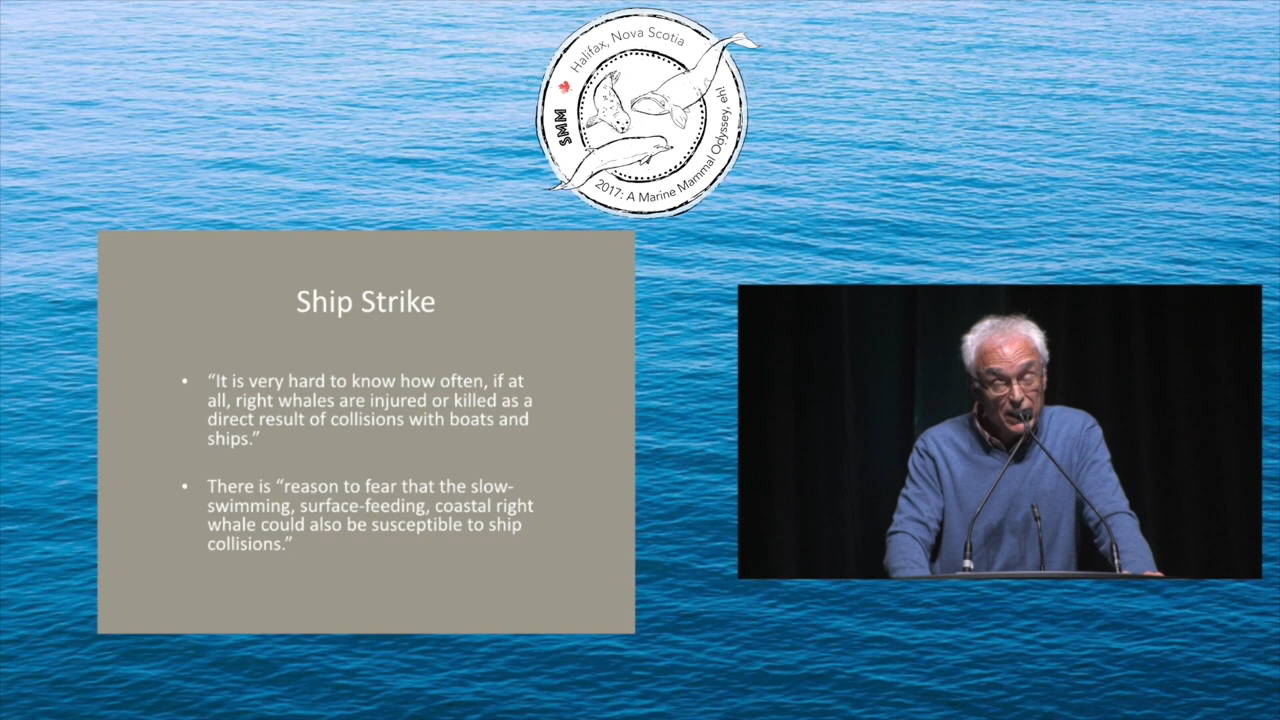 Halifax, Nova Scotia
SMM
2017: A Marine Mammal Odyssey, eh!
Ship Strike
• “It is very hard to know how often, if at
all, right whales are injured or killed as a
direct result of collisions with boats and
ships.”
• There is “reason to fear that the slow-
swimming, surface-feeding, coastal right
whale could also be susceptible to ship
collisions.”